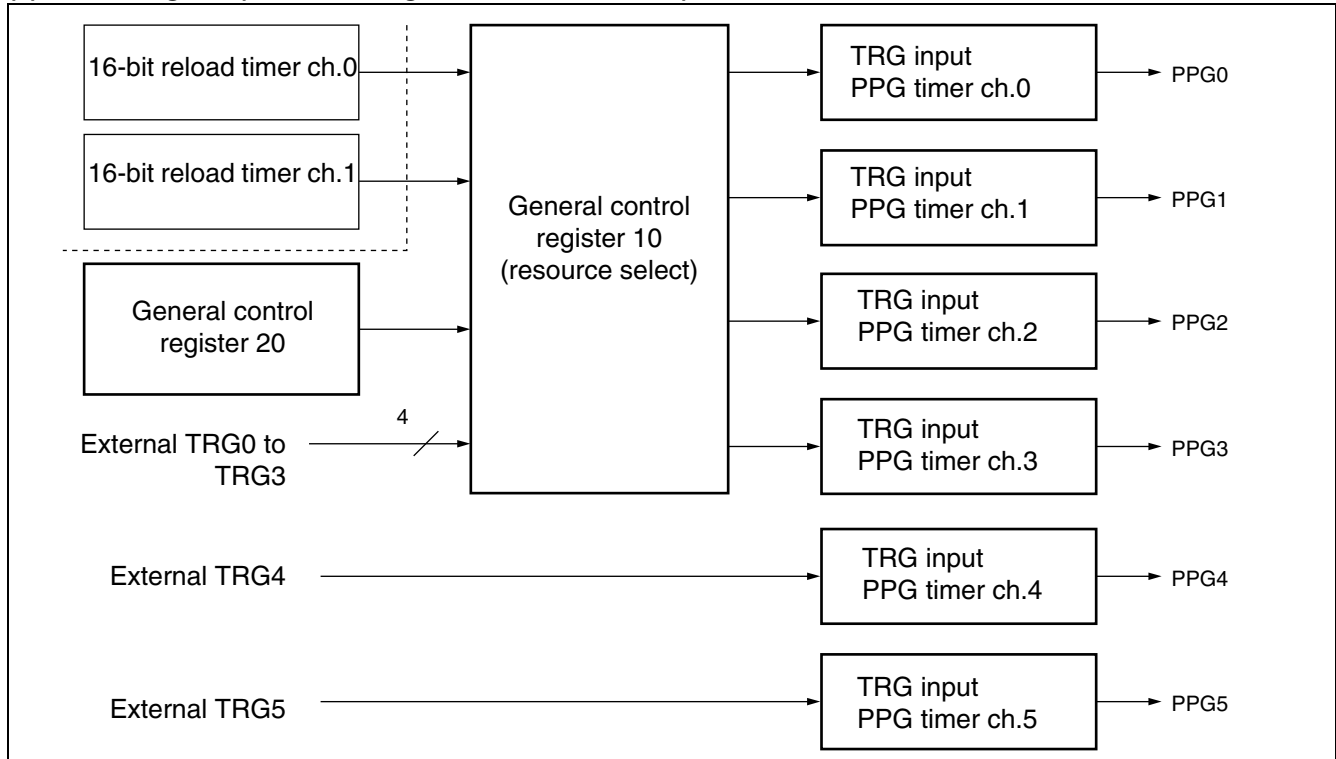 16-bit reload timer ch.0
TRG input
PPG timer ch.0
PPG0
16-bit reload timer ch.1
TRG input
PPG timer ch.1
PPG1
General control
register 10
(resource select)
General control
register 20
TRG input
PPG timer ch.2
PPG2
4
External TRG0 to
TRG3
TRG input
PPG timer ch.3
PPG3
External TRG4
TRG input
PPG timer ch.4
PPG4
External TRG5
TRG input
PPG timer ch.5
PPG5